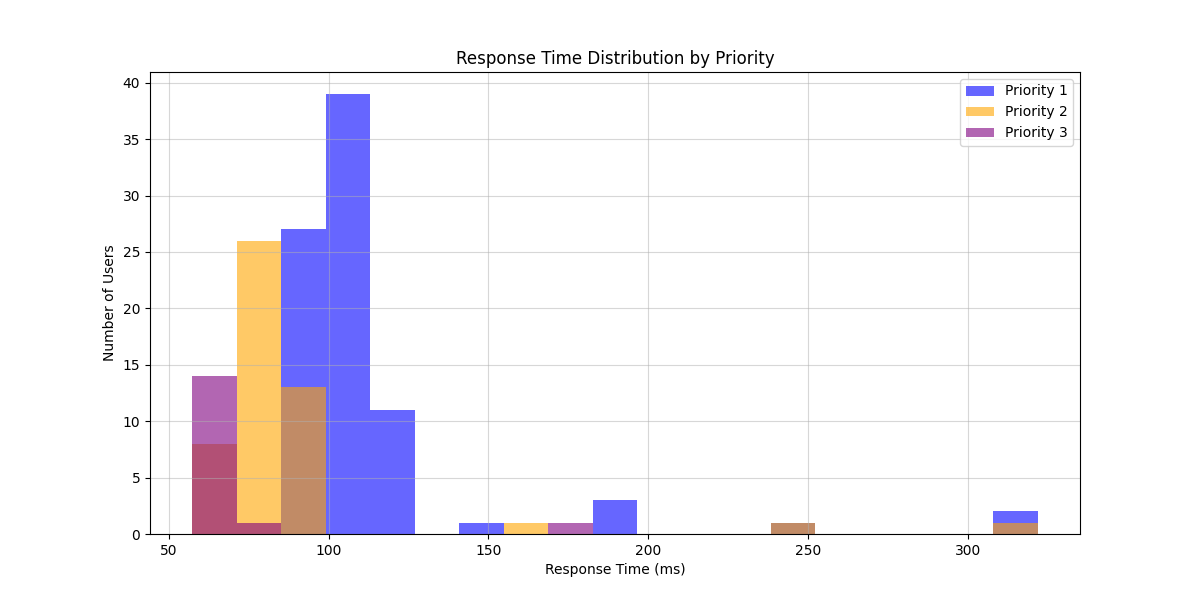 Response Time Distribution by Priority
Priority 1
Priority 2
Priority 3
Number of Users
40
35
30
25
20
15
10
5
0
50
100
150
200
250
300
Response Time (ms)